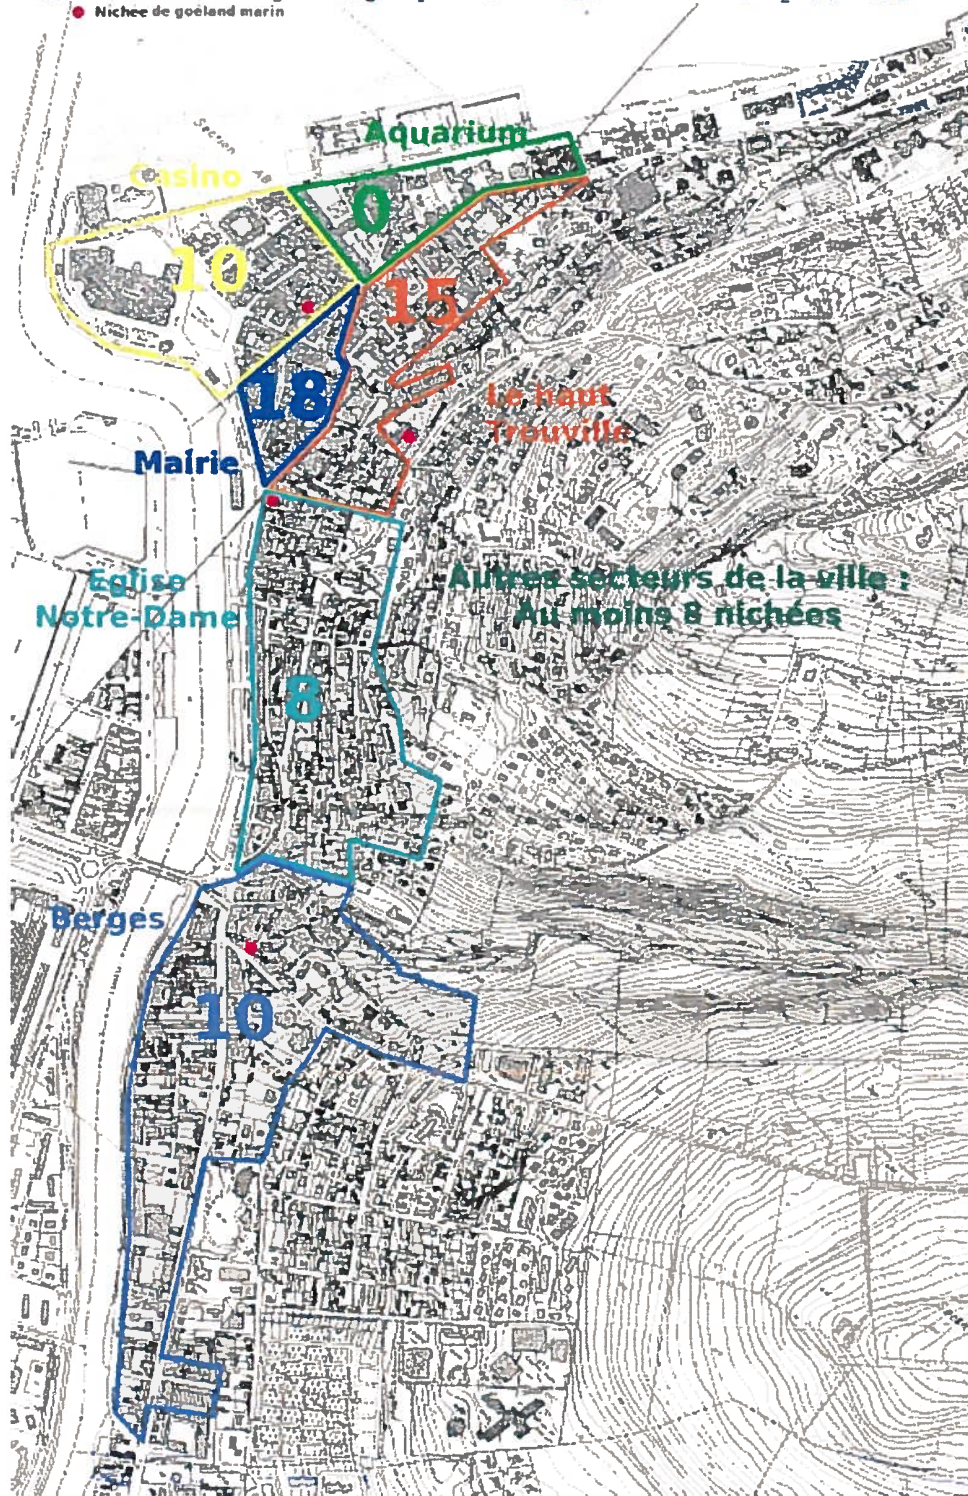 Nichée de goéland marin
Section
Aquarium
Casino
0
10
15
18
Le haut
Trouville
Mairie
Eglise
Notre-Dame
Autres secteurs de la ville :
Au moins 8 nichées
8
Berges
10